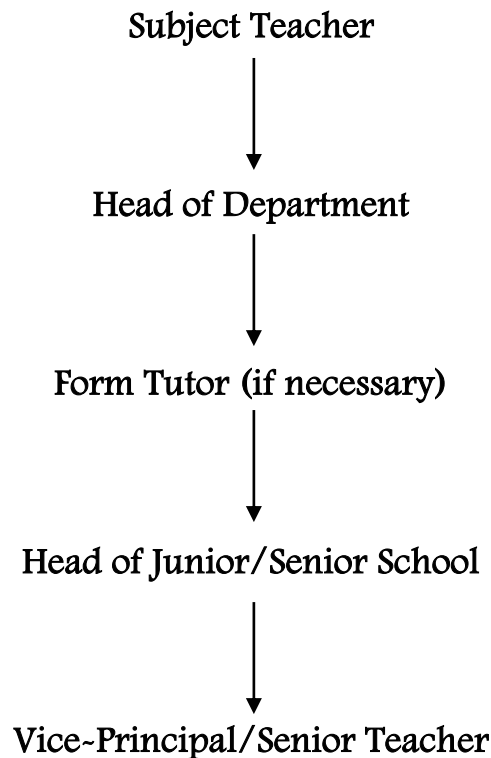 Subject Teacher
Head of Department
Form Tutor (if necessary)
Head of Junior/Senior School
Vice-Principal/Senior Teacher